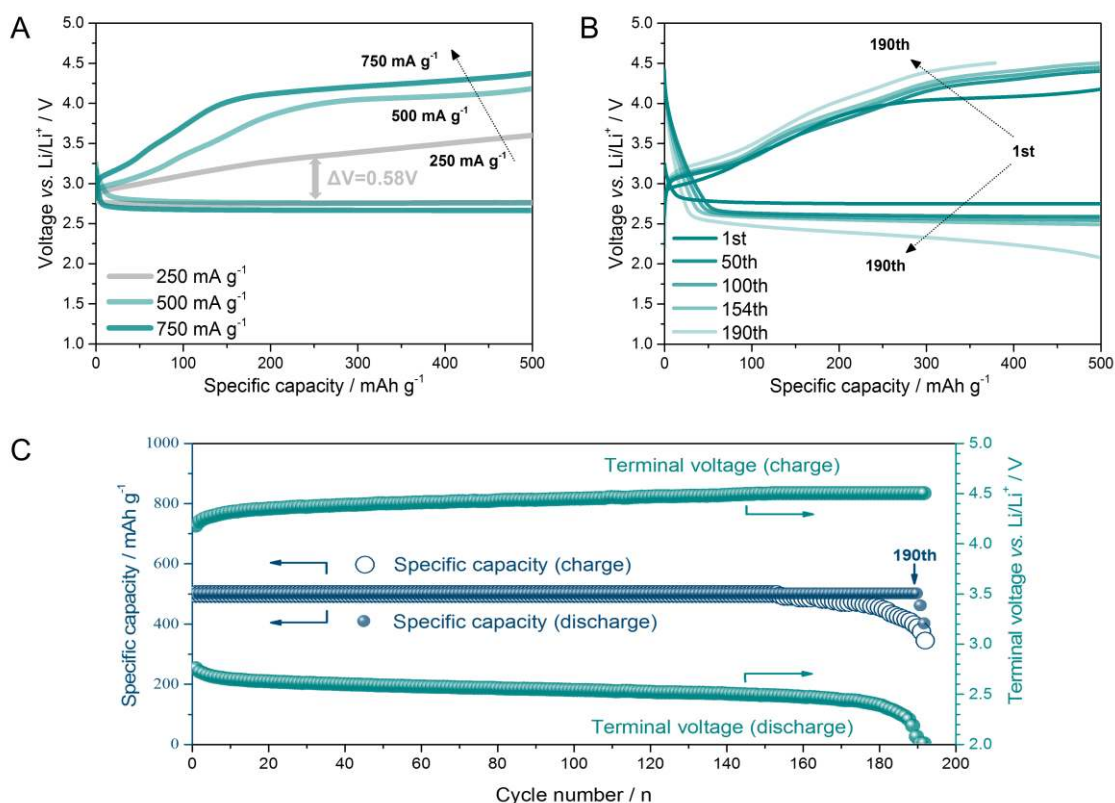 A
5.0
4.5
4.0
3.5
3.0
2.5
2.0
1.5
1.0
Voltage vs. Li/Li⁺ / V
750 mA g⁻¹
500 mA g⁻¹
250 mA g⁻¹
ΔV=0.58V
250 mA g⁻¹
500 mA g⁻¹
750 mA g⁻¹
0 100 200 300 400 500
Specific capacity / mAh g⁻¹
B
5.0
4.5
4.0
3.5
3.0
2.5
2.0
1.5
1.0
Voltage vs. Li/Li⁺ / V
190th
1st
190th
1st
50th
100th
154th
190th
0 100 200 300 400 500
Specific capacity / mAh g⁻¹
C
1000
800
600
400
200
0
Specific capacity / mAh g⁻¹
Terminal voltage (charge)
190th
Specific capacity (charge)
Specific capacity (discharge)
Terminal voltage (discharge)
5.0
4.5
4.0
3.5
3.0
2.5
2.0
Terminal voltage vs. Li/Li⁺ / V
0 20 40 60 80 100 120 140 160 180 200
Cycle number / n